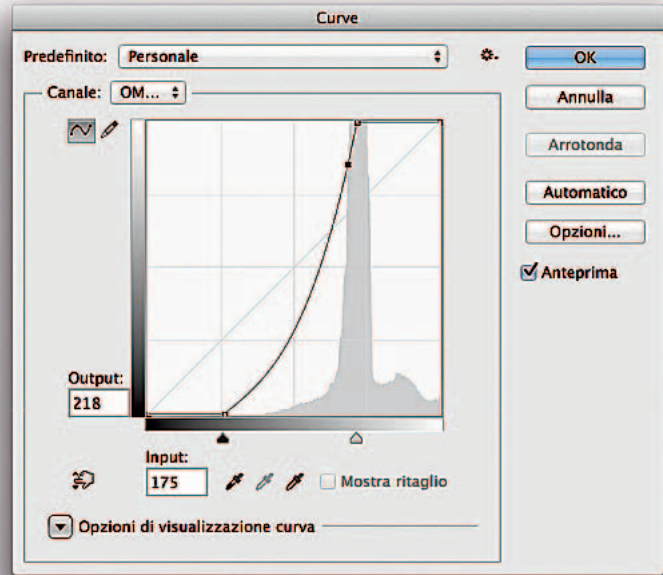 Curve
Predefinito: Personale
OK
Canale: OM...
Annulla
Arrotonda
Automatico
Opzioni...
Anteprima
Output:
218
Input:
175
Mostra ritaglio
Opzioni di visualizzazione curva